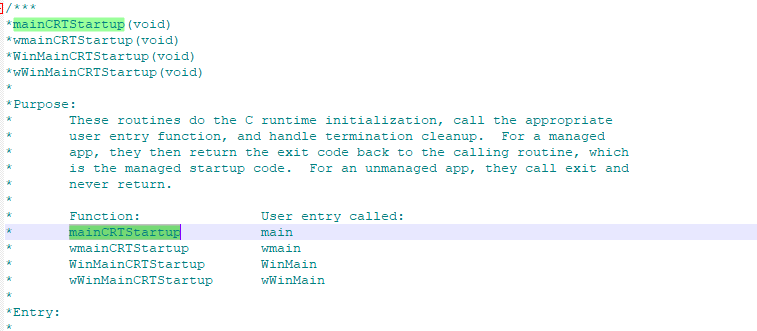 /***
*mainCRTStartup(void)
*wmainCRTStartup(void)
*WinMainCRTStartup(void)
*wWinMainCRTStartup(void)
*
*Purpose:
*       These routines do the C runtime initialization, call the appropriate
*       user entry function, and handle termination cleanup.  For a managed
*       app, they then return the exit code back to the calling routine, which
*       is the managed startup code.  For an unmanaged app, they call exit and
*       never return.
*
*       Function:               User entry called:
*       mainCRTStartup          main
*       wmainCRTStartup         wmain
*       WinMainCRTStartup       WinMain
*       wWinMainCRTStartup      wWinMain
*
*Entry:
*